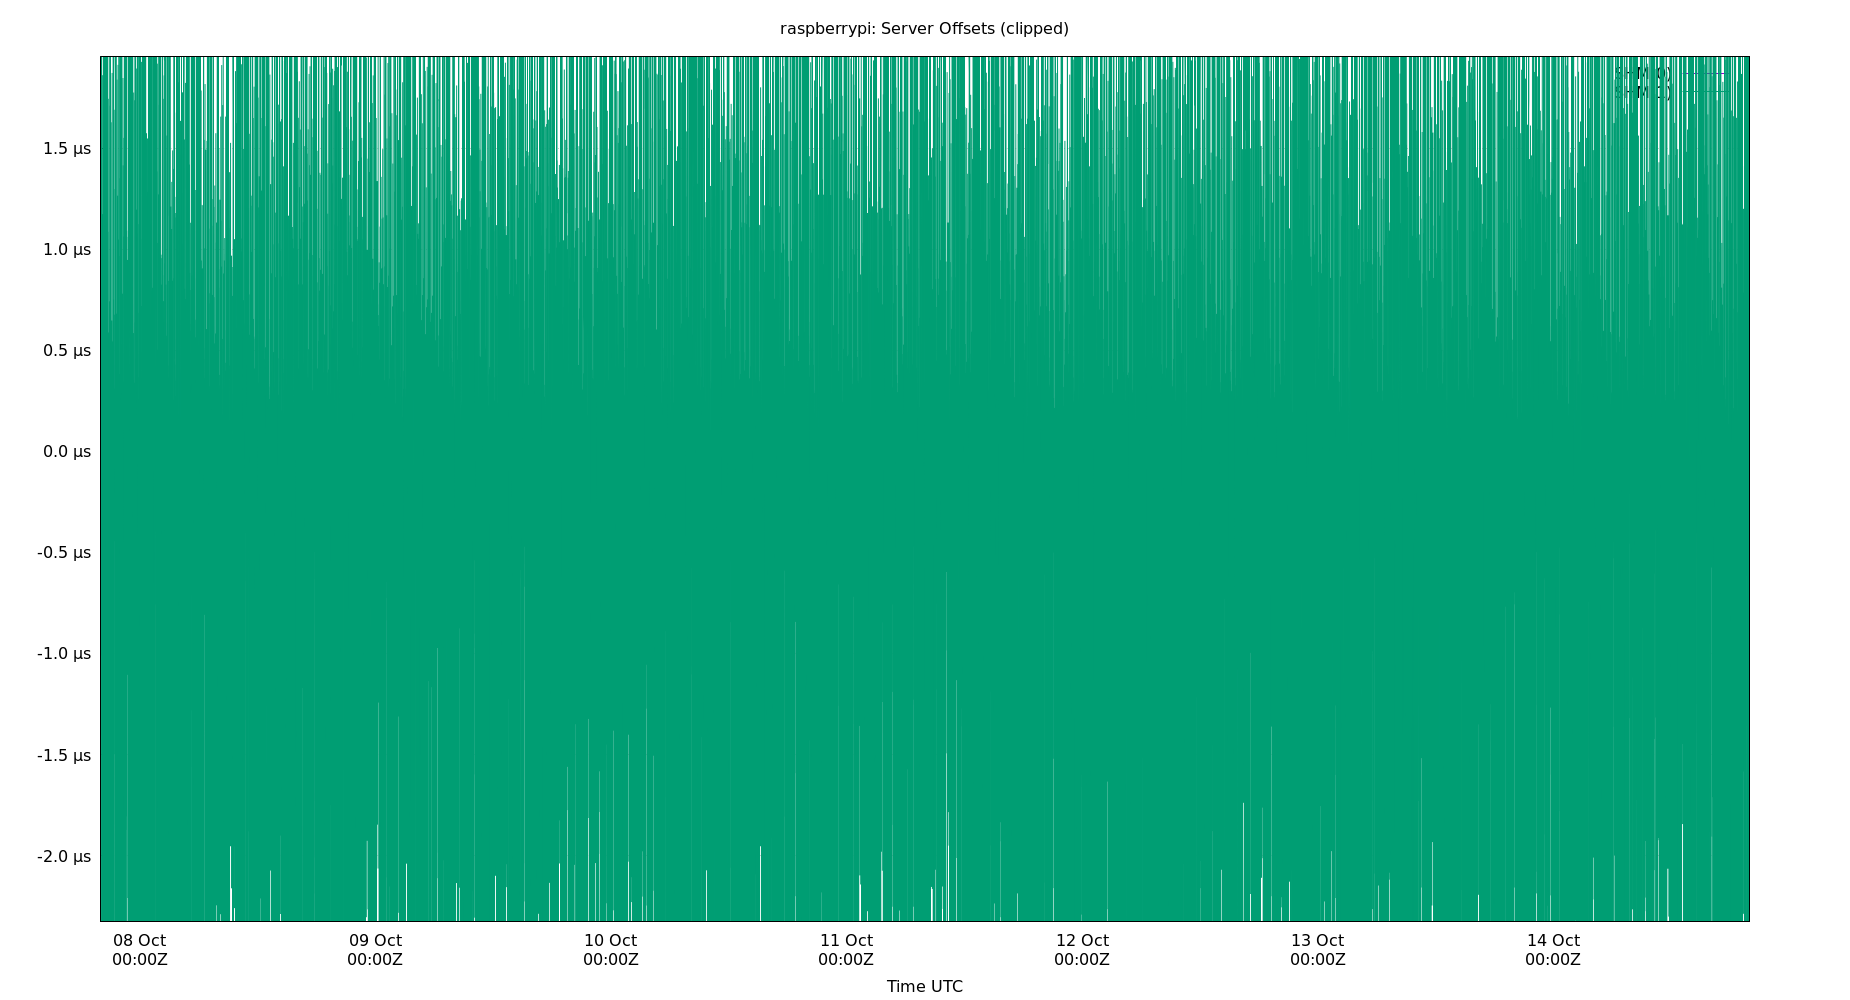 raspberrypi: Server Offsets (clipped)
1.5 µs
1.0 µs
0.5 µs
0.0 µs
-0.5 µs
-1.0 µs
-1.5 µs
-2.0 µs
08 Oct 09 Oct 10 Oct 11 Oct 12 Oct 13 Oct 14 Oct
00:00Z 00:00Z 00:00Z 00:00Z 00:00Z 00:00Z 00:00Z
Time UTC